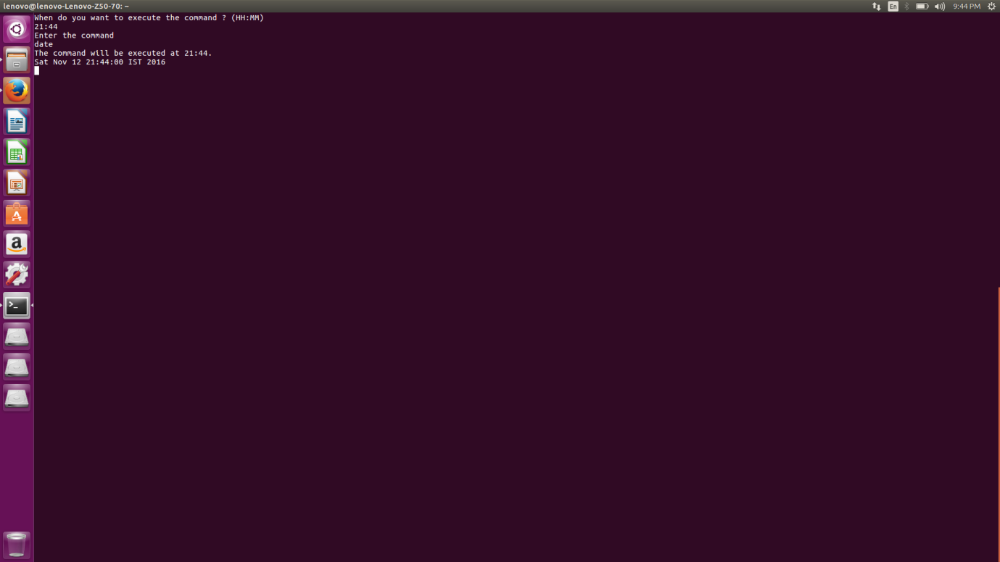 lenovo@lenovo-Lenovo-Z50-70: ~
En
9:44 PM
When do you want to execute the command ? (HH:MM)
21:44
Enter the command
date
The command will be executed at 21:44.
Sat Nov 12 21:44:00 IST 2016